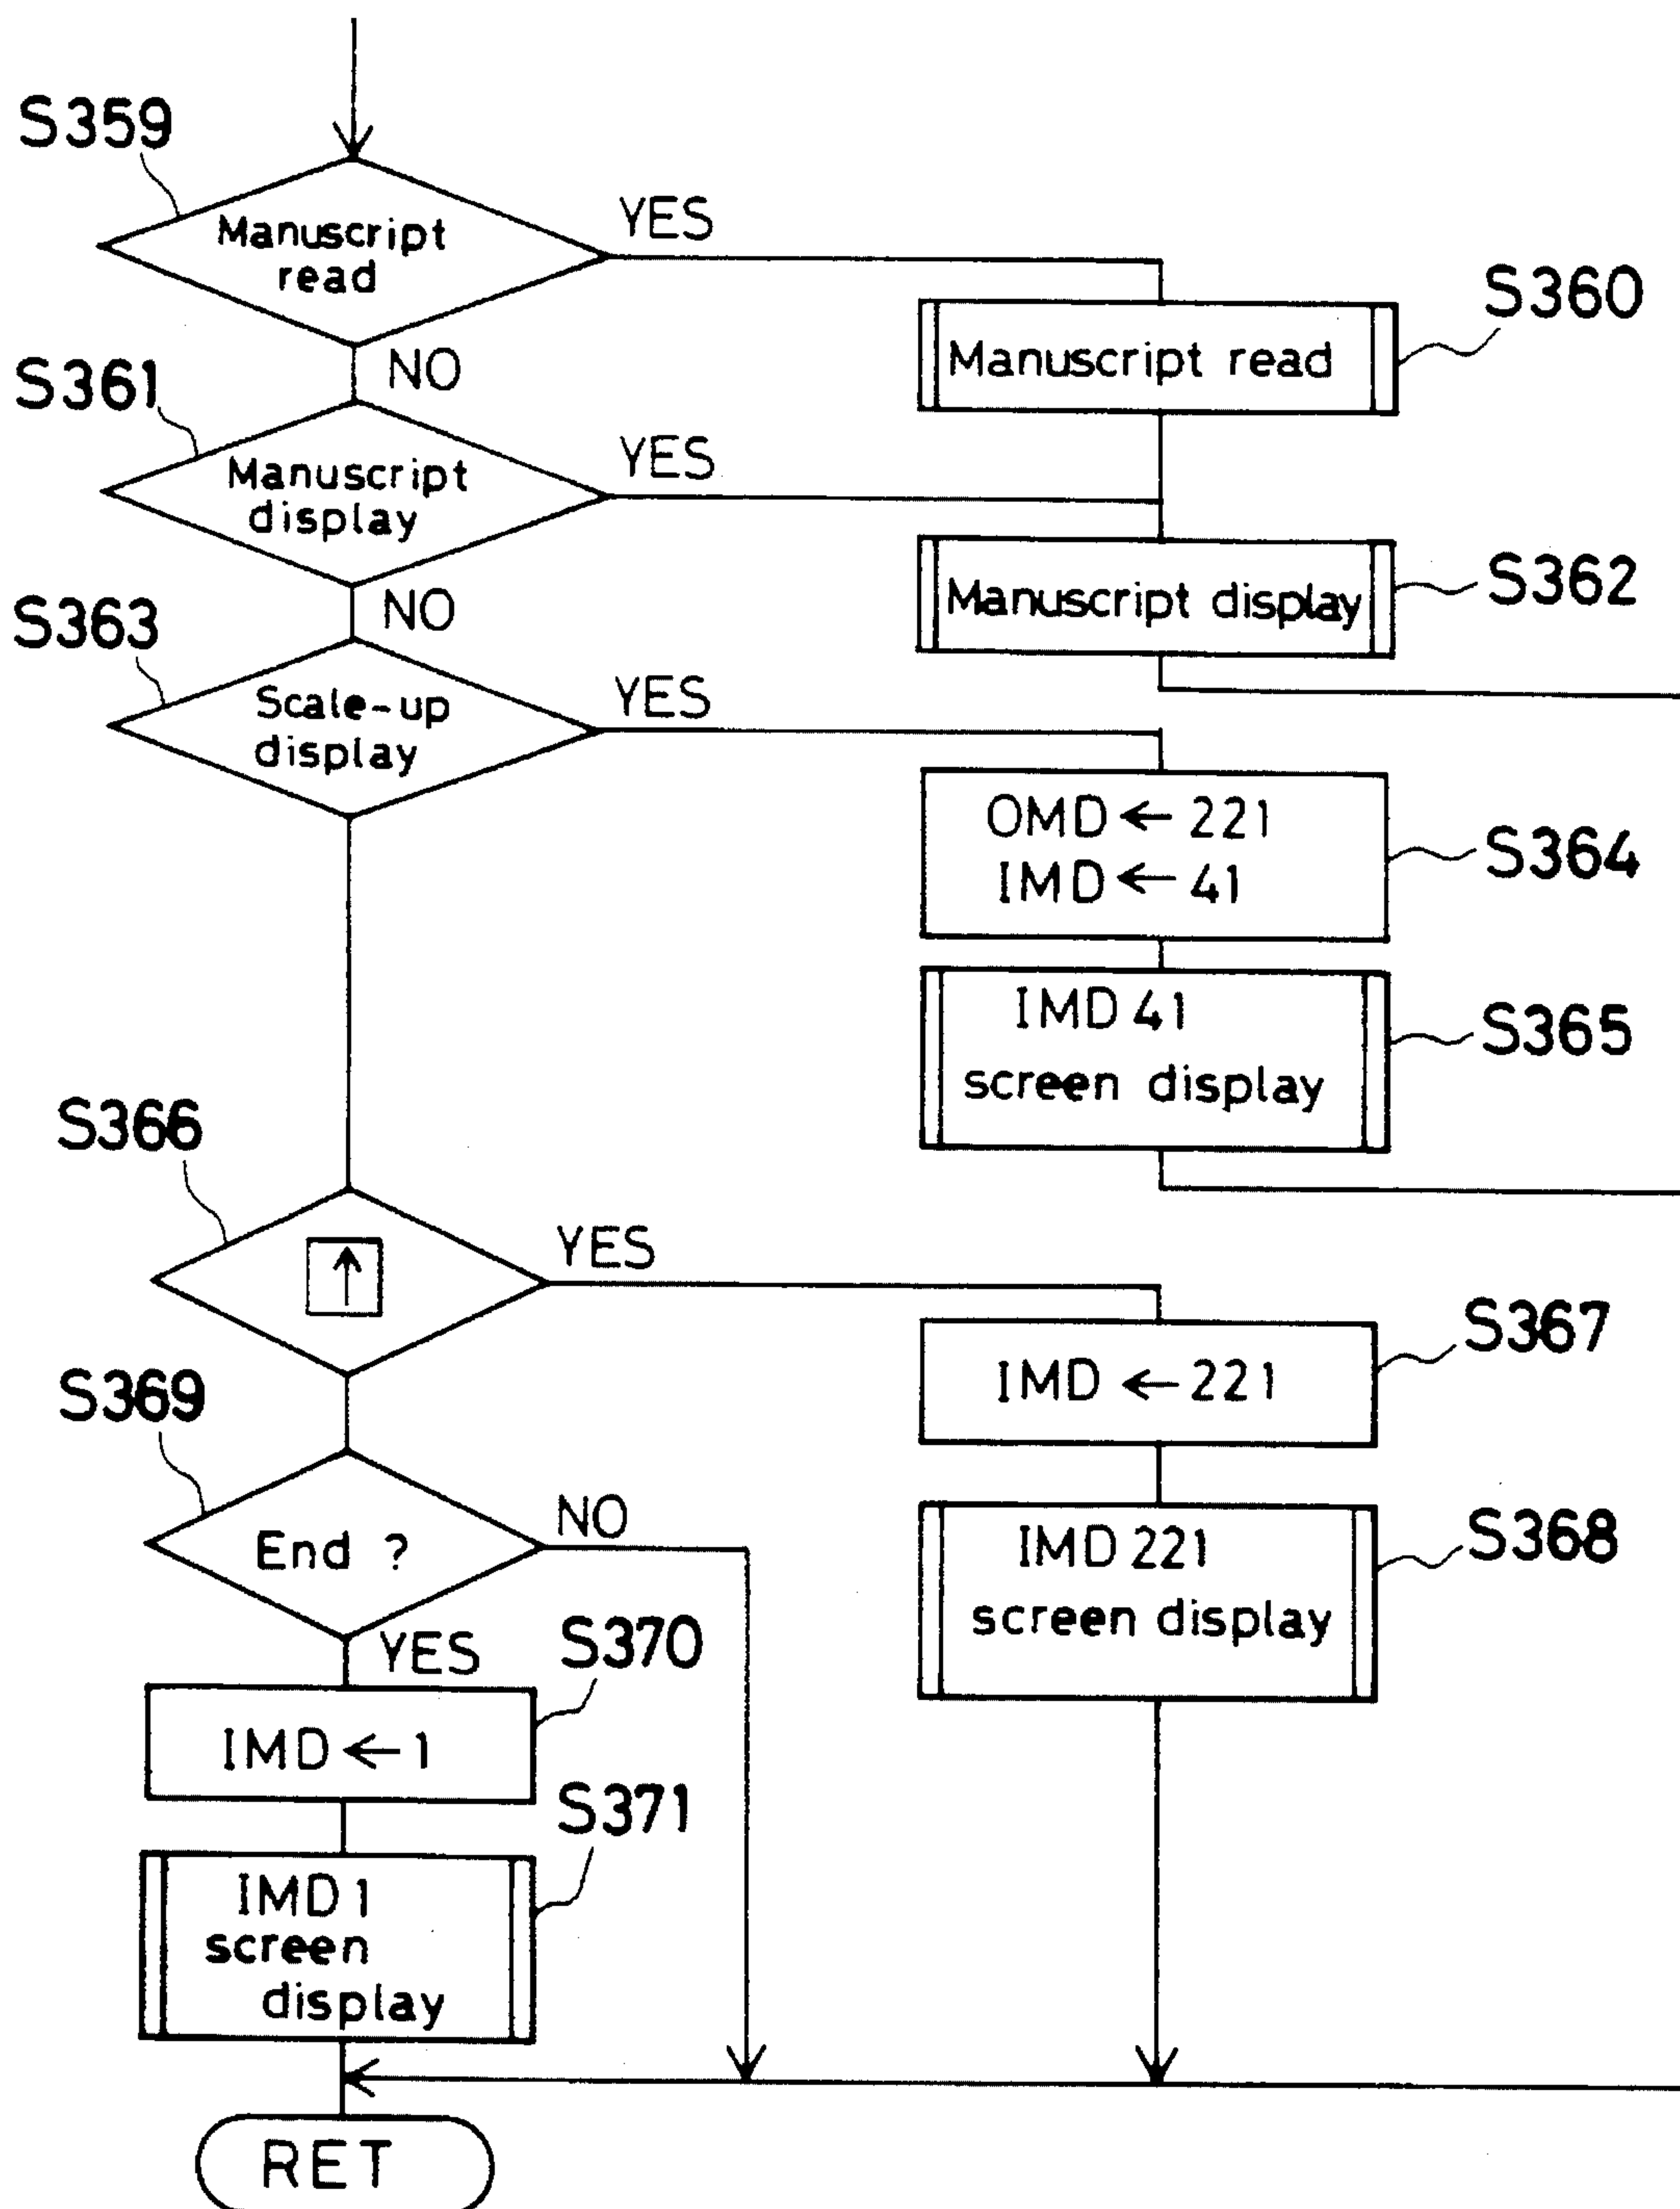 S359
Manuscript
read
YES
NO
S360
Manuscript read
S361
Manuscript
display
YES
NO
S362
Manuscript display
S363
Scale-up
display
YES
OMD ← 221
IMD ← 41
S364
IMD 41
screen display
S365
S366
↑
YES
IMD ← 221
S367
IMD 221
screen display
S368
S369
End ?
NO
YES
S370
IMD ← 1
S371
IMD 1
screen
display
RET